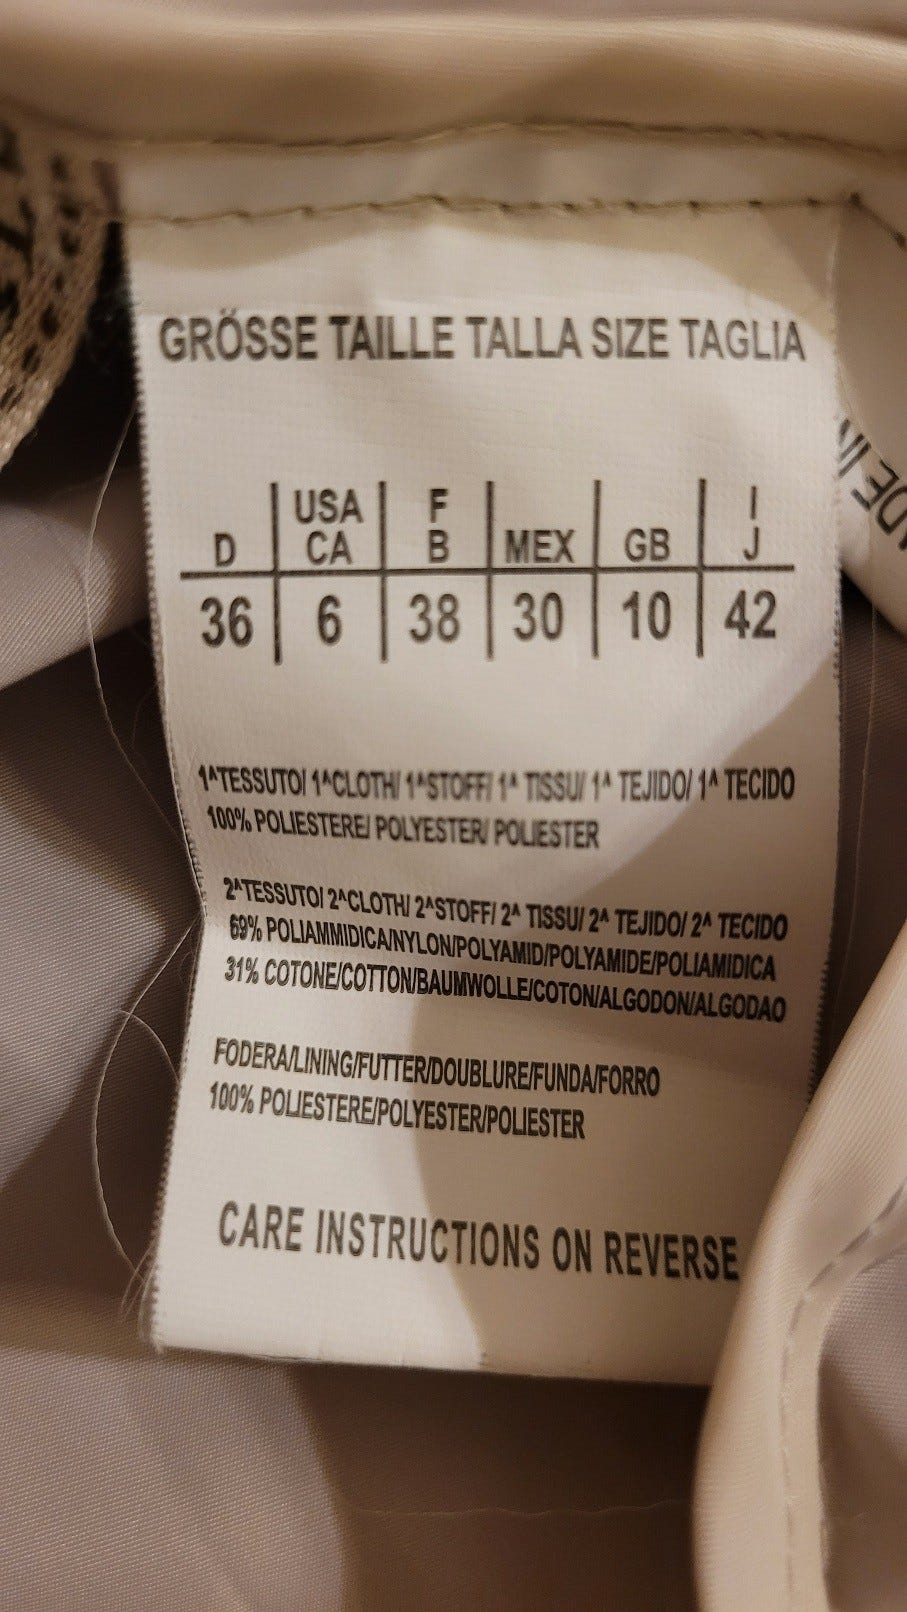 GRÖSSE TAILLE TALLA SIZE TAGLIA
D USA CA F B MEX GB I J
36 6 38 30 10 42
1^TESSUTO/ 1^CLOTH/ 1^STOFF/ 1^ TISSU/ 1^ TEJIDO/ 1^ TECIDO
100% POLIESTERE/ POLYESTER/ POLIESTER
2^TESSUTO/ 2^CLOTH/ 2^STOFF/ 2^ TISSU/ 2^ TEJIDO/ 2^ TECIDO
69% POLIAMMIDICA/NYLON/POLYAMID/POLYAMIDE/POLIAMIDICA
31% COTONE/COTTON/BAUMWOLLE/COTON/ALGODON/ALGODAO
FODERA/LINING/FUTTER/DOUBLURE/FUNDA/FORRO
100% POLIESTERE/POLYESTER/POLIESTER
CARE INSTRUCTIONS ON REVERSE